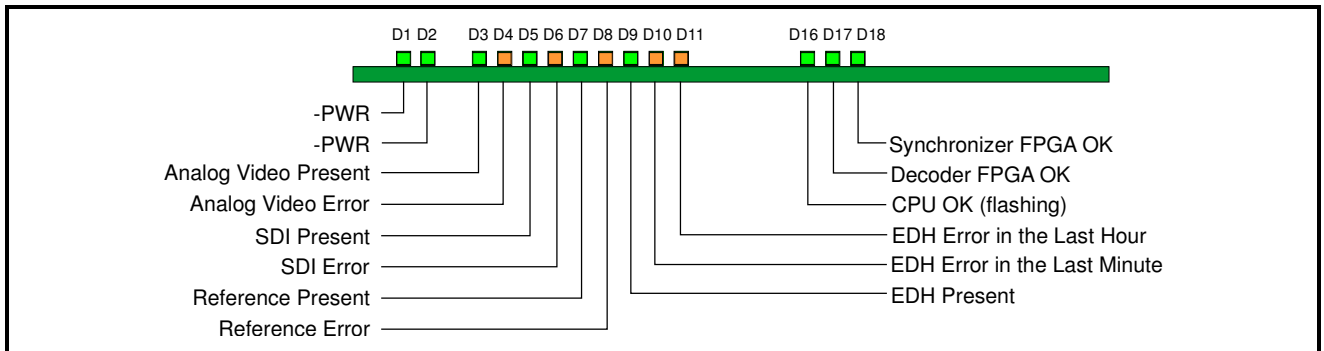 D1 D2 D3 D4 D5 D6 D7 D8 D9 D10 D11 D16 D17 D18
-PWR
-PWR
Analog Video Present
Analog Video Error
SDI Present
SDI Error
Reference Present
Reference Error
Synchronizer FPGA OK
Decoder FPGA OK
CPU OK (flashing)
EDH Error in the Last Hour
EDH Error in the Last Minute
EDH Present